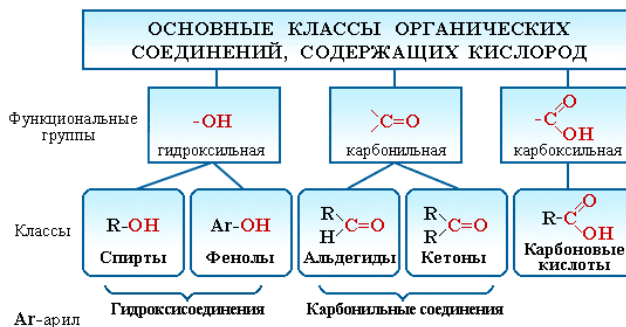 ОСНОВНЫЕ КЛАССЫ ОРГАНИЧЕСКИХ
СОЕДИНЕНИЙ, СОДЕРЖАЩИХ КИСЛОРОД
Функциональные
группы
-OH
гидроксильная
C=O
карбонильная
-C
O
OH
карбоксильная
Классы
R-OH
Спирты
Ar-OH
Фенолы
R
H
C=O
Альдегиды
R
R
C=O
Кетоны
R-C
O
OH
Карбоновые
кислоты
Гидроксисоединения
Карбонильные соединения
Ar-арил